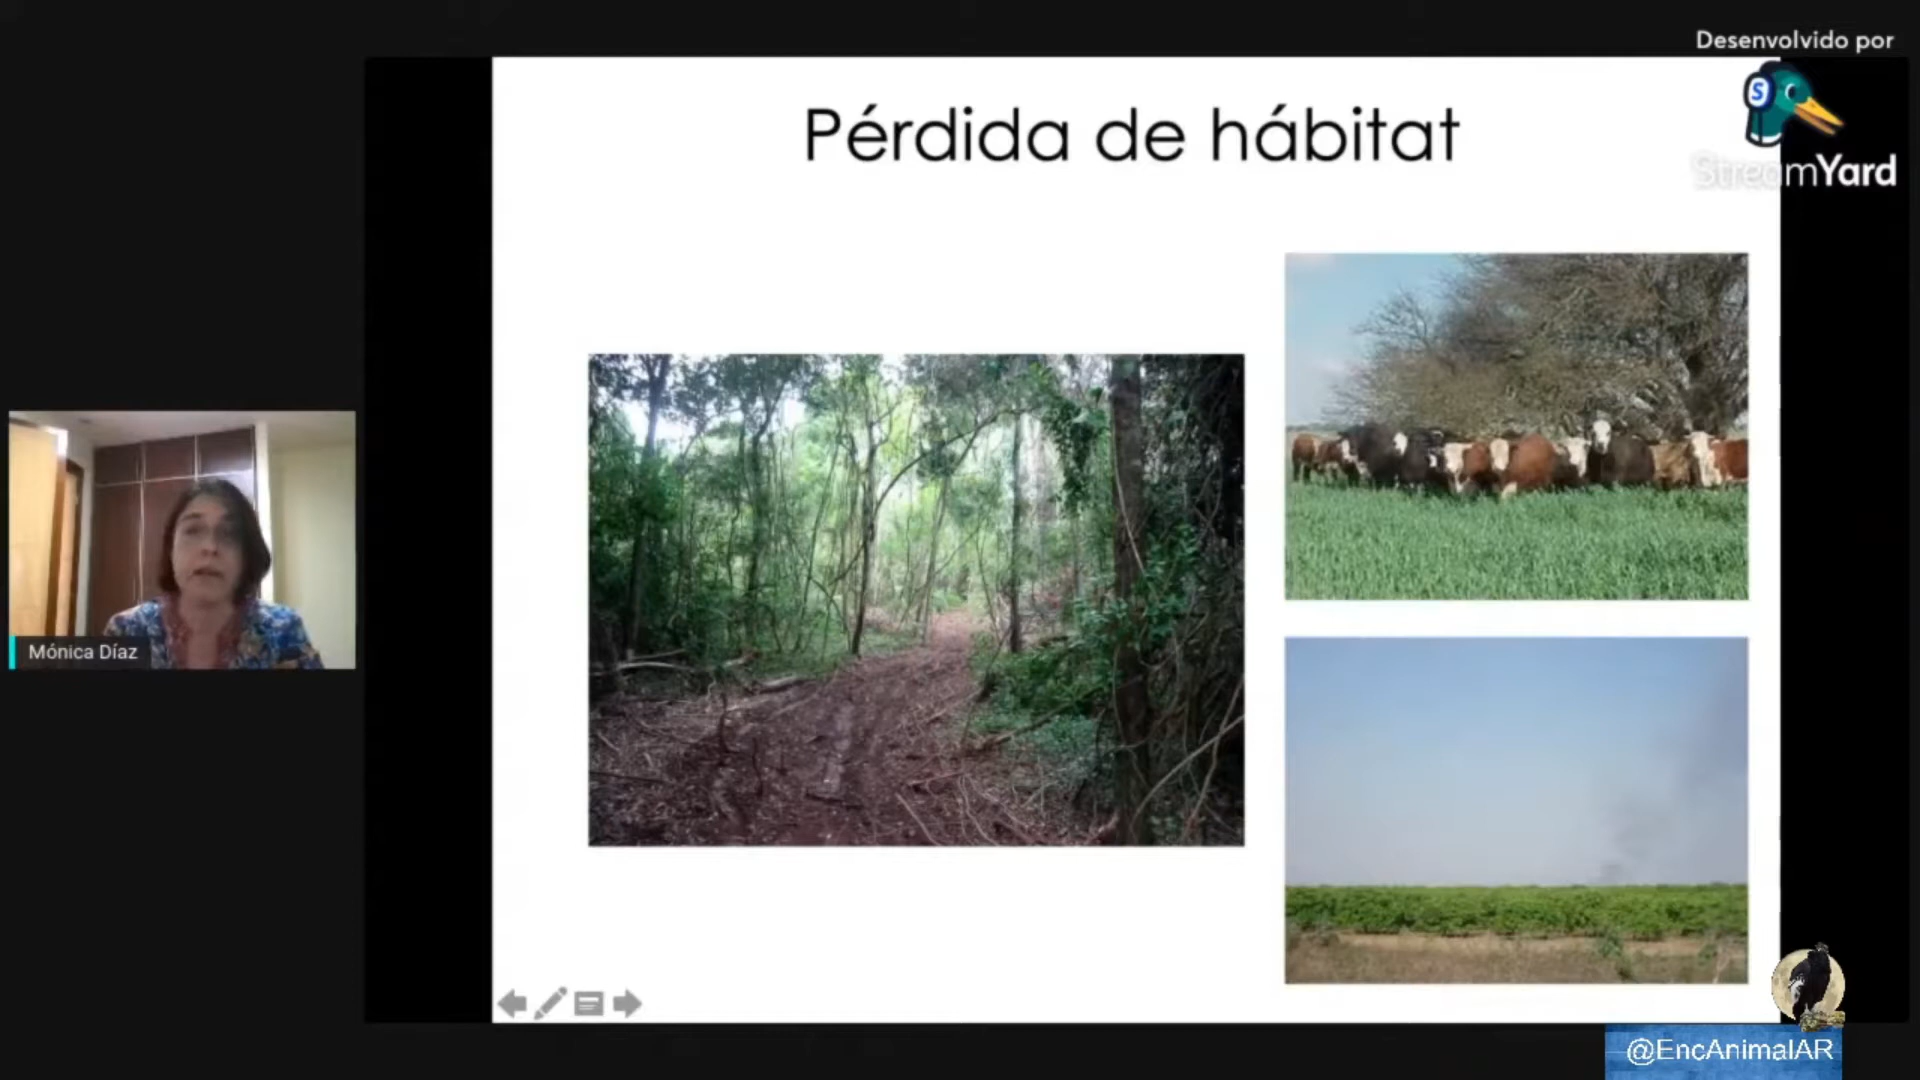 Desenvolvido por
StreamYard
Pérdida de hábitat
Mónica Díaz
@EncAnimalAR